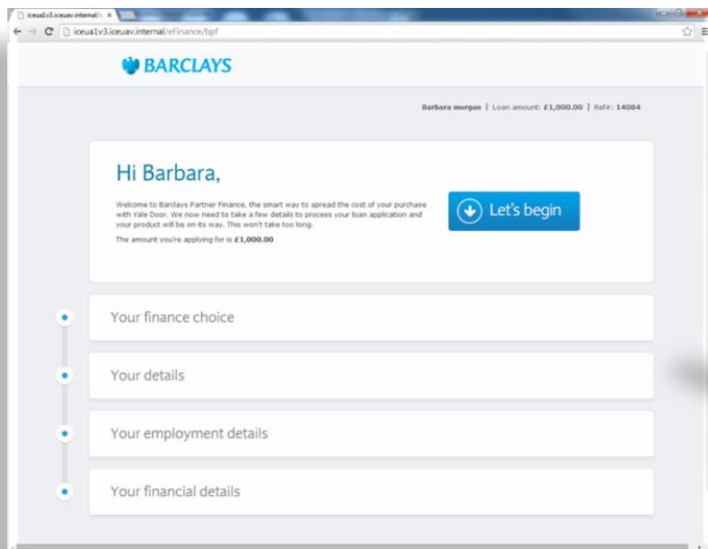 iceua1v3.iceuav.internal/e
iceua1v3.iceuav.internal/eFinance/bpf
BARCLAYS
Barbara morgan | Loan amount: £1,000.00 | Ref#: 14084
Hi Barbara,
Welcome to Barclays Partner Finance, the smart way to spread the cost of your purchase
with Yale Door. We now need to take a few details to process your loan application and
your product will be on its way. This won't take too long.
The amount you're applying for is £1,000.00
Let's begin
Your finance choice
Your details
Your employment details
Your financial details